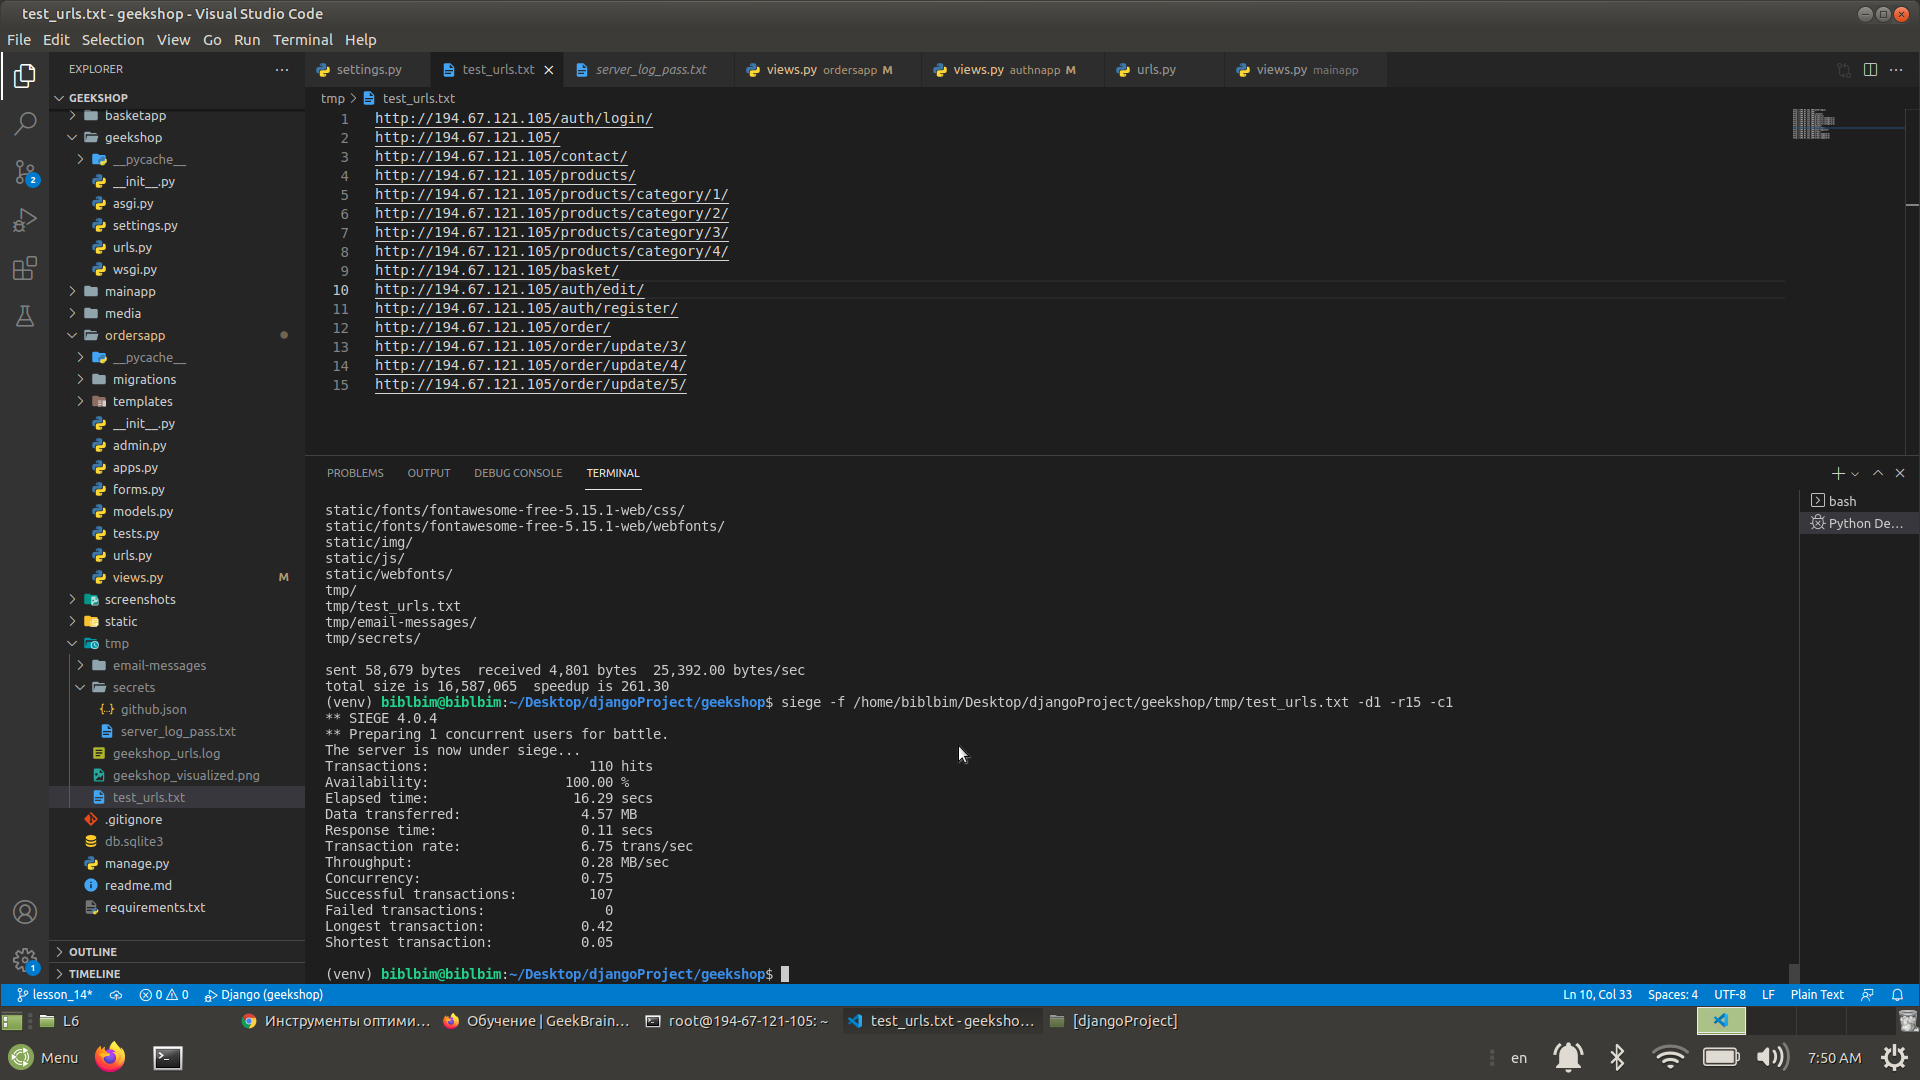 test_urls.txt - geekshop - Visual Studio Code
File Edit Selection View Go Run Terminal Help
EXPLORER
GEEKSHOP
basketapp
geekshop
__pycache__
__init__.py
asgi.py
settings.py
urls.py
wsgi.py
mainapp
media
ordersapp
__pycache__
migrations
templates
__init__.py
admin.py
apps.py
forms.py
models.py
tests.py
urls.py
views.py M
screenshots
static
tmp
email-messages
secrets
github.json
server_log_pass.txt
geekshop_urls.log
geekshop_visualized.png
test_urls.txt
.gitignore
db.sqlite3
manage.py
readme.md
requirements.txt
OUTLINE
TIMELINE
2
1
settings.py test_urls.txt server_log_pass.txt views.py ordersapp M views.py authnapp M urls.py views.py mainapp
tmp > test_urls.txt
1 http://194.67.121.105/auth/login/
2 http://194.67.121.105/
3 http://194.67.121.105/contact/
4 http://194.67.121.105/products/
5 http://194.67.121.105/products/category/1/
6 http://194.67.121.105/products/category/2/
7 http://194.67.121.105/products/category/3/
8 http://194.67.121.105/products/category/4/
9 http://194.67.121.105/basket/
10 http://194.67.121.105/auth/edit/
11 http://194.67.121.105/auth/register/
12 http://194.67.121.105/order/
13 http://194.67.121.105/order/update/3/
14 http://194.67.121.105/order/update/4/
15 http://194.67.121.105/order/update/5/
PROBLEMS OUTPUT DEBUG CONSOLE TERMINAL
bash
Python De...
static/fonts/fontawesome-free-5.15.1-web/css/
static/fonts/fontawesome-free-5.15.1-web/webfonts/
static/img/
static/js/
static/webfonts/
tmp/
tmp/test_urls.txt
tmp/email-messages/
tmp/secrets/
sent 58,679 bytes  received 4,801 bytes  25,392.00 bytes/sec
total size is 16,587,065  speedup is 261.30
(venv) biblbim@biblbim:~/Desktop/djangoProject/geekshop$ siege -f /home/biblbim/Desktop/djangoProject/geekshop/tmp/test_urls.txt -d1 -r15 -c1
** SIEGE 4.0.4
** Preparing 1 concurrent users for battle.
The server is now under siege...
Transactions: 110 hits
Availability: 100.00 %
Elapsed time: 16.29 secs
Data transferred: 4.57 MB
Response time: 0.11 secs
Transaction rate: 6.75 trans/sec
Throughput: 0.28 MB/sec
Concurrency: 0.75
Successful transactions: 107
Failed transactions: 0
Longest transaction: 0.42
Shortest transaction: 0.05
(venv) biblbim@biblbim:~/Desktop/djangoProject/geekshop$
lesson_14* 0 0 Django (geekshop) Ln 10, Col 33 Spaces: 4 UTF-8 LF Plain Text
L6 Инструменты оптими... Обучение | GeekBrain... root@194-67-121-105: ~ test_urls.txt - geeksho... [djangoProject]
Menu en 7:50 AM